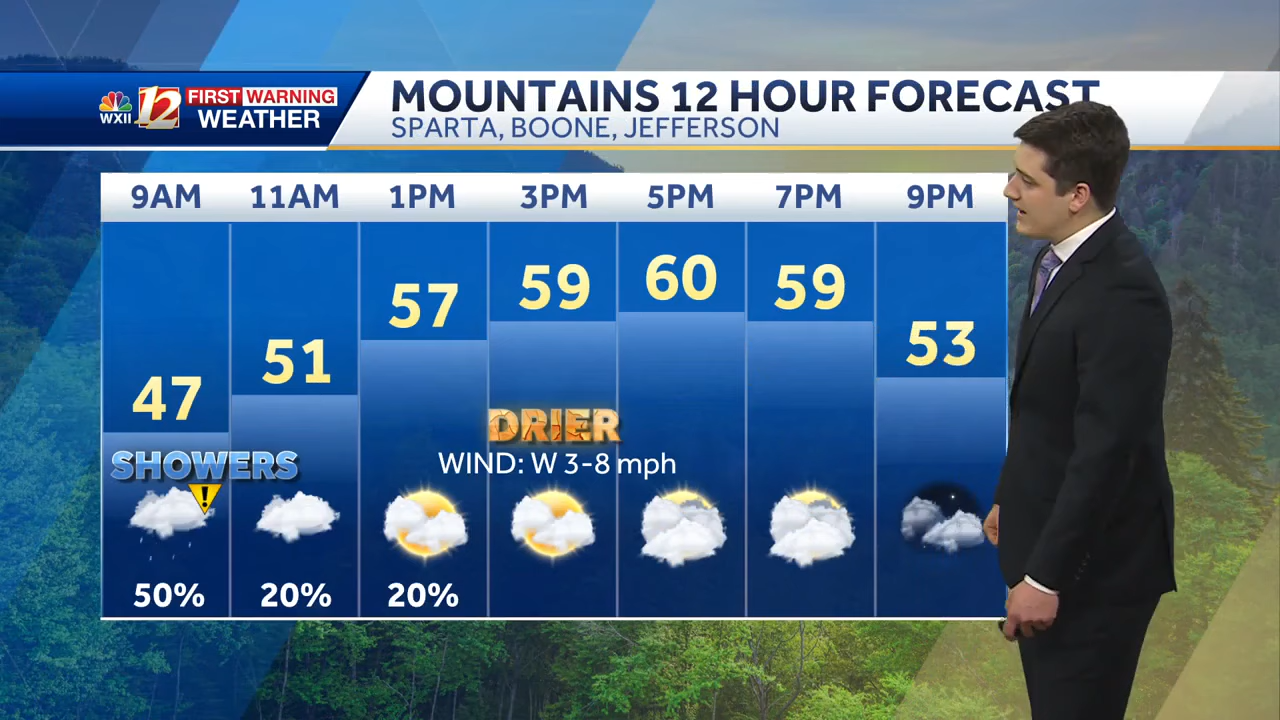 MOUNTAINS 12 HOUR FORECAST
SPARTA, BOONE, JEFFERSON
WXII 12 FIRST WARNING
WEATHER
9AM 11AM 1PM 3PM 5PM 7PM 9PM
47 51 57 59 60 59 53
DRIER
SHOWERS
WIND: W 3-8 mph
!
50% 20% 20%